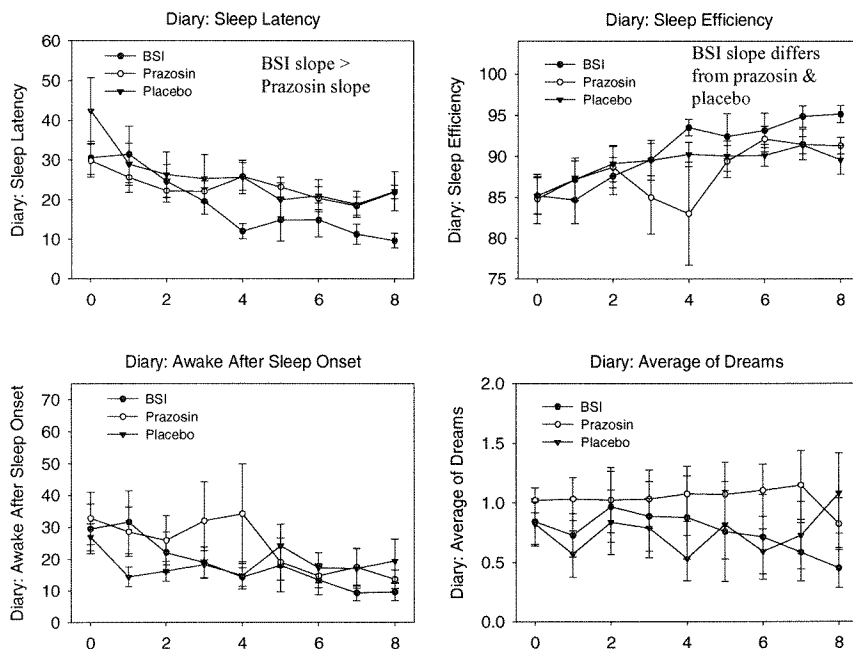 Diary: Sleep Latency
Diary: Sleep Latency
60
50
40
30
20
10
0
BSI
Prazosin
Placebo
BSI slope >
Prazosin slope
0 2 4 6 8
Diary: Sleep Efficiency
Diary: Sleep Efficiency
100
95
90
85
80
75
BSI
Prazosin
Placebo
BSI slope differs
from prazosin &
placebo
0 2 4 6 8
Diary: Awake After Sleep Onset
Diary: Awake After Sleep Onset
70
60
50
40
30
20
10
0
BSI
Prazosin
Placebo
0 2 4 6 8
Diary: Average of Dreams
Diary: Average of Dreams
2.0
1.5
1.0
0.5
0.0
BSI
Prazosin
Placebo
0 2 4 6 8